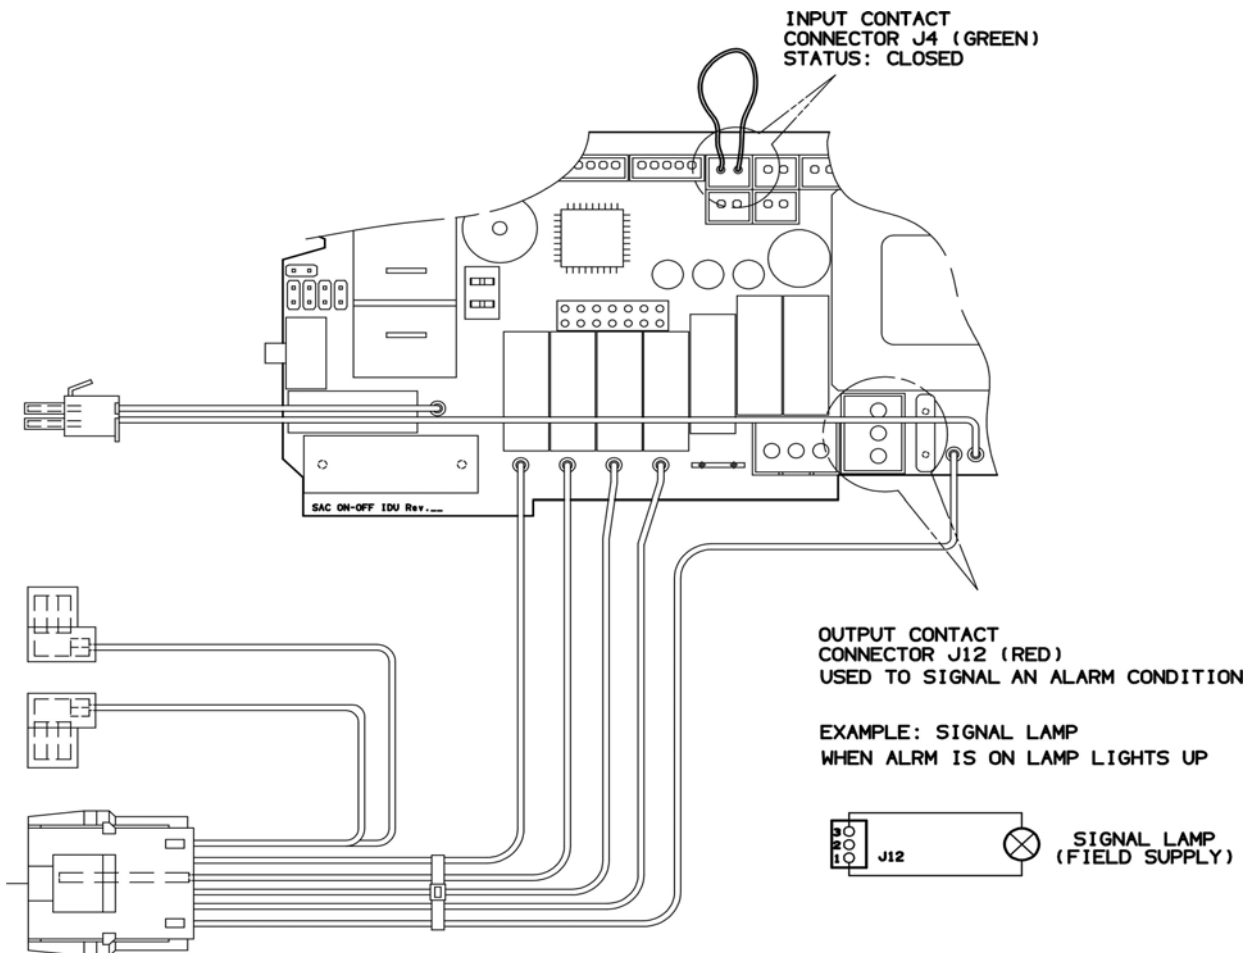 INPUT CONTACT
CONNECTOR J4 (GREEN)
STATUS: CLOSED
SAC ON-OFF IDU Rev.__
OUTPUT CONTACT
CONNECTOR J12 (RED)
USED TO SIGNAL AN ALARM CONDITION
EXAMPLE: SIGNAL LAMP
WHEN ALRM IS ON LAMP LIGHTS UP
3
2
1
J12
SIGNAL LAMP
(FIELD SUPPLY)